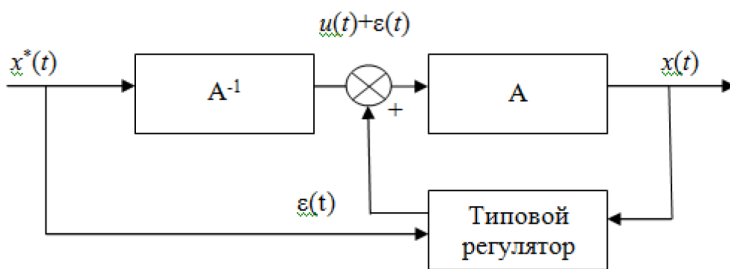 u(t)+ε(t)
x*(t)
x(t)
A-1
A
+
ε(t)
Типовой
регулятор